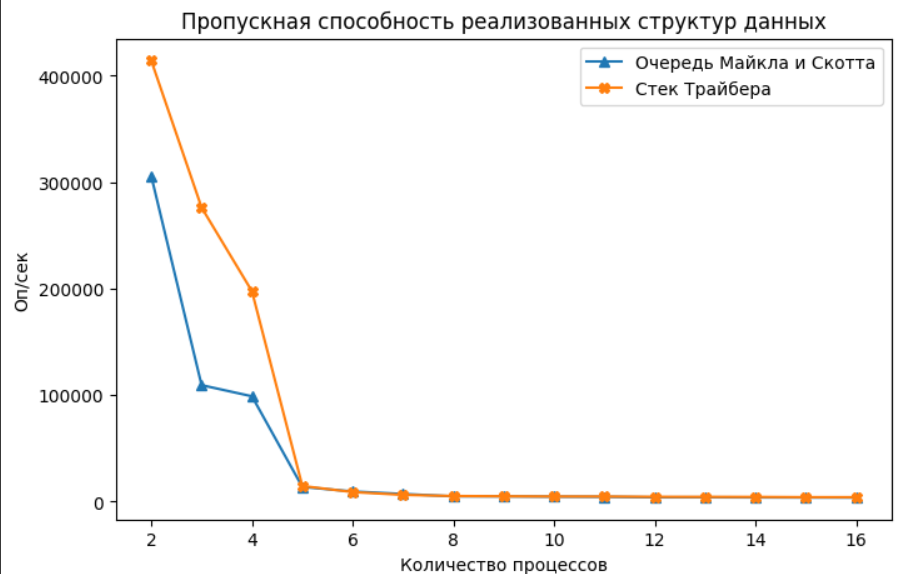 Пропускная способность реализованных структур данных
Очередь Майкла и Скотта
Стек Трайбера
400000
300000
200000
100000
0
Оп/сек
2 4 6 8 10 12 14 16
Количество процессов